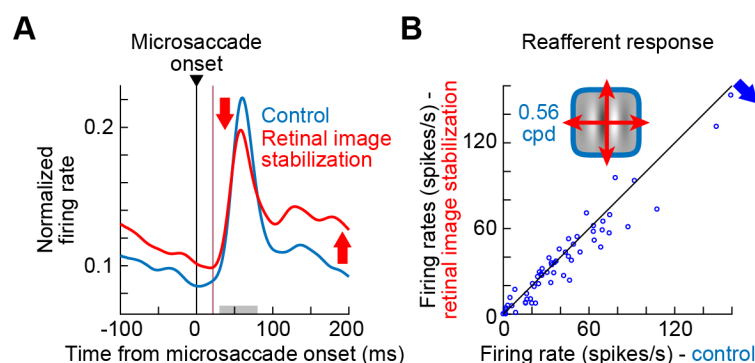 A
Microsaccade
onset
Control
Retinal image
stabilization
Normalized
firing rate
0.2
0.1
-100
0
100
200
Time from microsaccade onset (ms)
B
Reafferent response
0.56
cpd
Firing rates (spikes/s) -
retinal image stabilization
120
60
0
0
60
120
Firing rate (spikes/s) - control